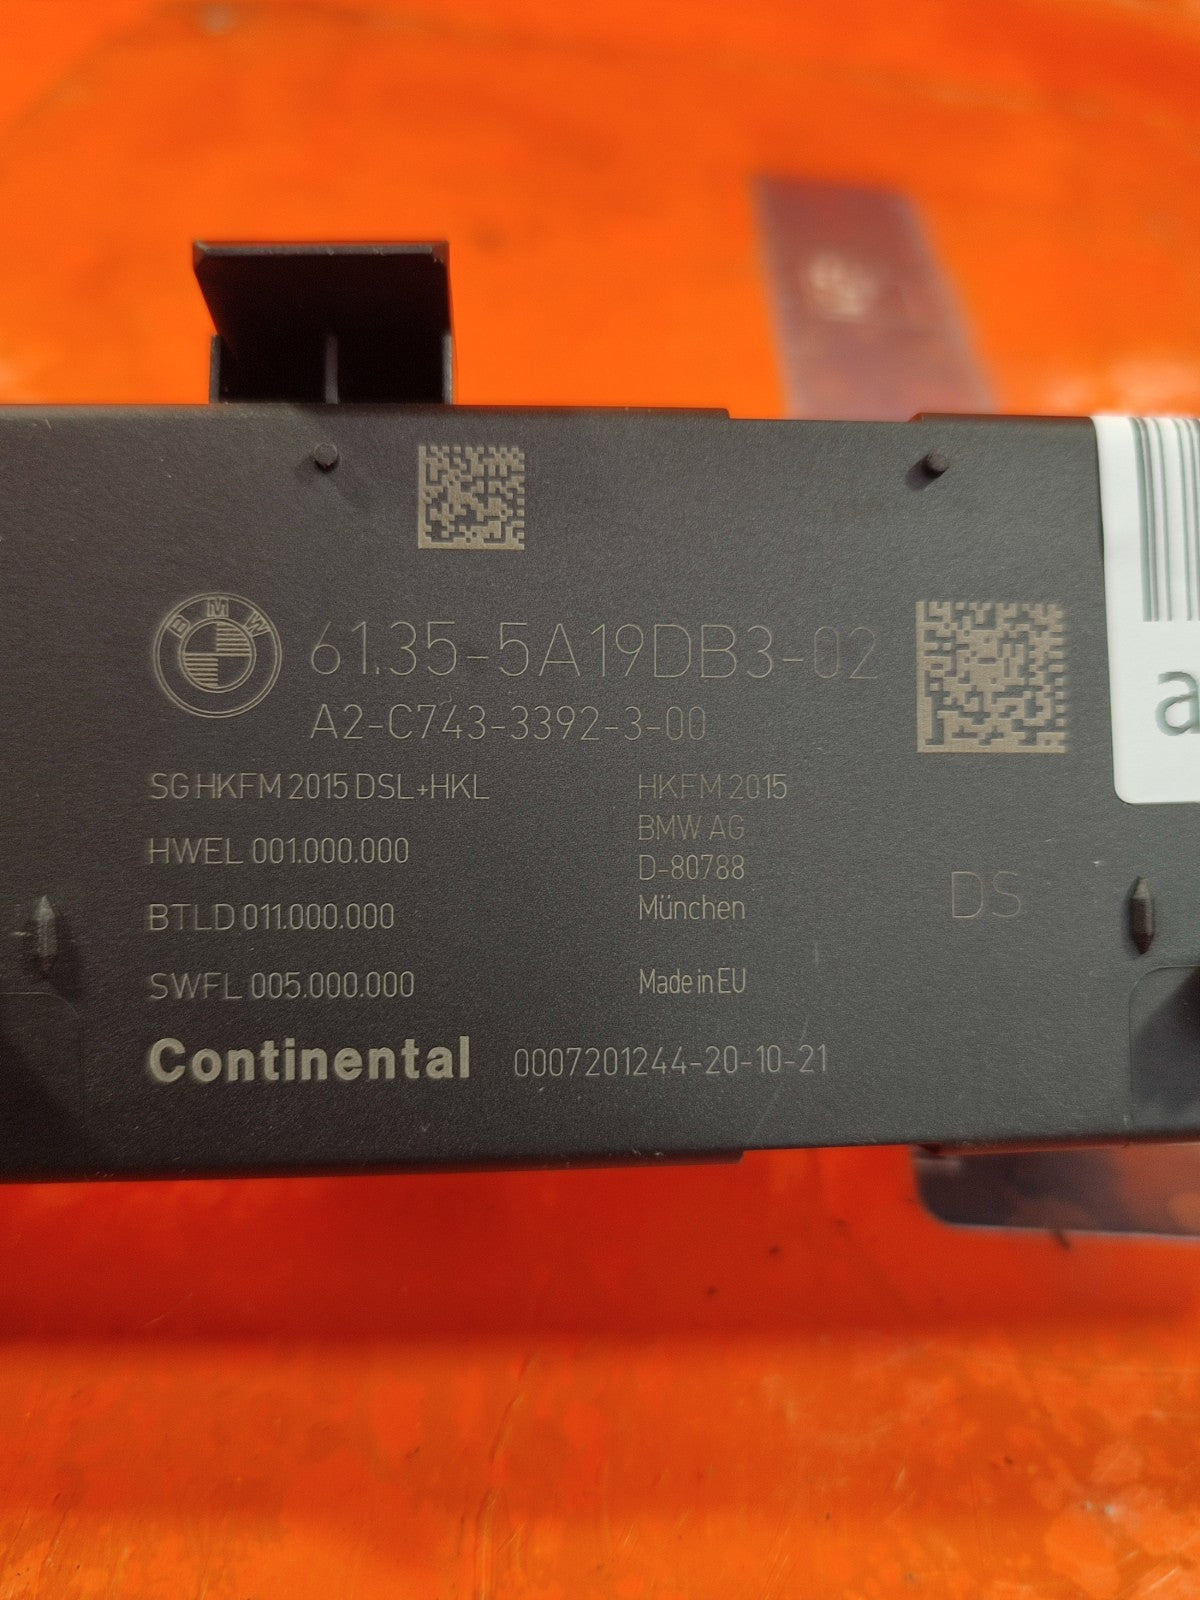 BMW
61.35-5A19DB3-02
A2-C743-3392-3-00
SG HKFM 2015 DSL+HKL
HWEL 001.000.000
BTLD 011.000.000
SWFL 005.000.000
HKFM 2015
BMW AG
D-80788
München
Made in EU
DS
Continental 0007201244-20-10-21
a